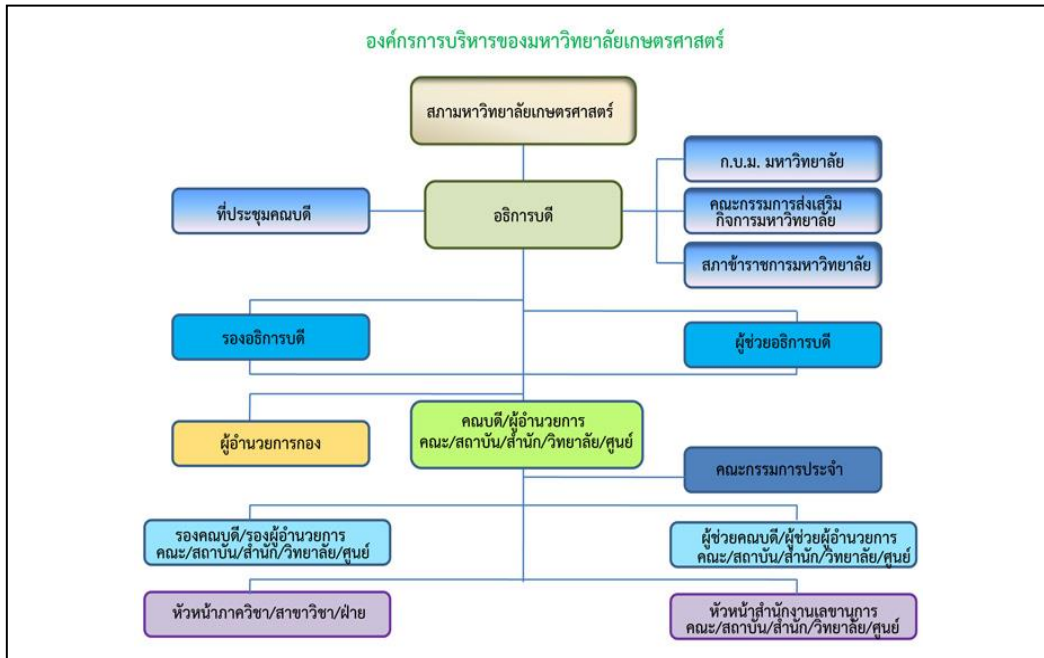 องค์กรการบริหารของมหาวิทยาลัยเกษตรศาสตร์
สภามหาวิทยาลัยเกษตรศาสตร์
ก.บ.ม. มหาวิทยาลัย
ที่ประชุมคณบดี
อธิการบดี
คณะกรรมการส่งเสริม
กิจการมหาวิทยาลัย
สภาข้าราชการมหาวิทยาลัย
รองอธิการบดี
ผู้ช่วยอธิการบดี
ผู้อำนวยการกอง
คณบดี/ผู้อำนวยการ
คณะ/สถาบัน/สำนัก/วิทยาลัย/ศูนย์
คณะกรรมการประจำ
รองคณบดี/รองผู้อำนวยการ
คณะ/สถาบัน/สำนัก/วิทยาลัย/ศูนย์
ผู้ช่วยคณบดี/ผู้ช่วยผู้อำนวยการ
คณะ/สถาบัน/สำนัก/วิทยาลัย/ศูนย์
หัวหน้าภาควิชา/สาขาวิชา/ฝ่าย
หัวหน้าสำนักงานเลขานุการ
คณะ/สถาบัน/สำนัก/วิทยาลัย/ศูนย์